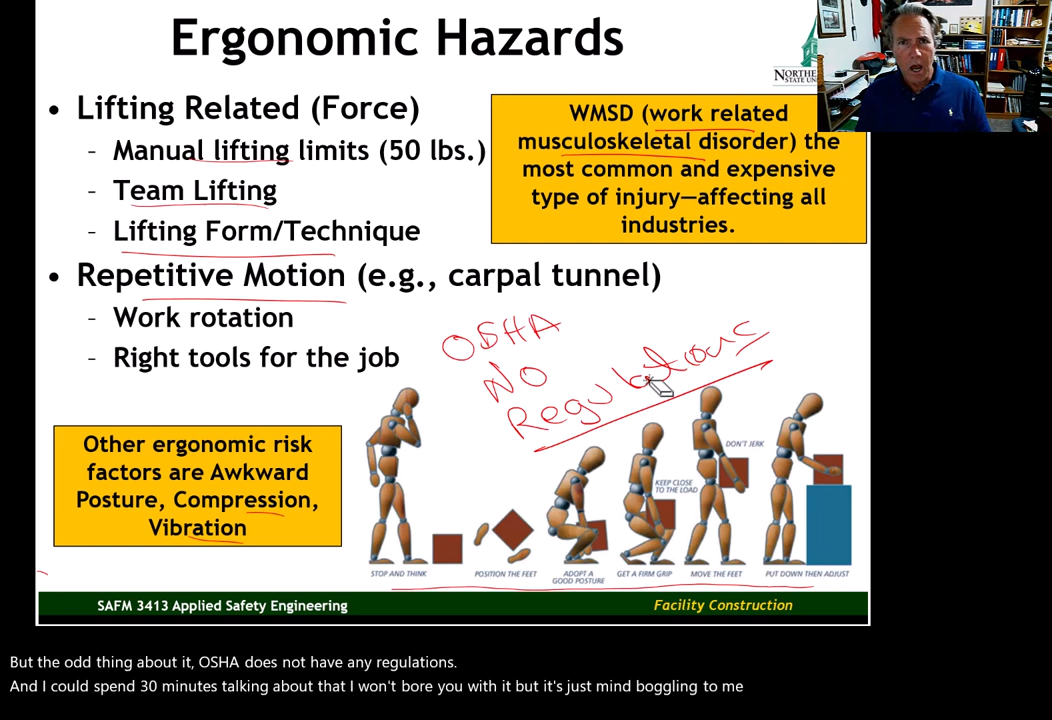 Ergonomic Hazards
NORTHE
STATE UN
• Lifting Related (Force)
- Manual lifting limits (50 lbs.)
- Team Lifting
- Lifting Form/Technique
WMSD (work related
musculoskeletal disorder) the
most common and expensive
type of injury—affecting all
industries.
• Repetitive Motion (e.g., carpal tunnel)
- Work rotation
- Right tools for the job
OSHA
NO
Regulations
Other ergonomic risk
factors are Awkward
Posture, Compression,
Vibration
DON'T JERK
KEEP CLOSE
TO THE LOAD
STOP AND THINK
POSITION THE FEET
ADOPT A
GOOD POSTURE
GET A FIRM GRIP
MOVE THE FEET
PUT DOWN THEN ADJUST
SAFM 3413 Applied Safety Engineering
Facility Construction
But the odd thing about it, OSHA does not have any regulations.
And I could spend 30 minutes talking about that I won't bore you with it but it's just mind boggling to me